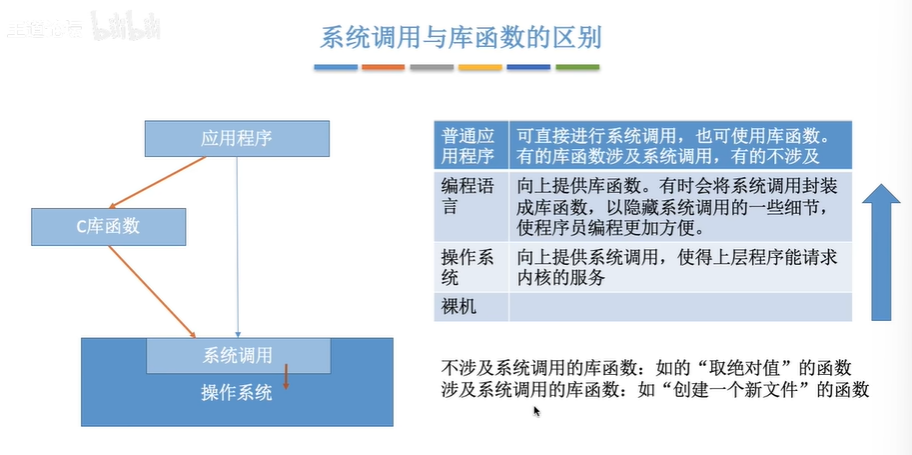 bilibili
系统调用与库函数的区别
应用程序
C库函数
系统调用
操作系统
普通应
用程序
可直接进行系统调用，也可使用库函数。
有的库函数涉及系统调用，有的不涉及
编程语
言
向上提供库函数。有时会将系统调用封装
成库函数，以隐藏系统调用的一些细节，
使程序员编程更加方便。
操作系
统
向上提供系统调用，使得上层程序能请求
内核的服务
裸机
不涉及系统调用的库函数：如的“取绝对值”的函数
涉及系统调用的库函数：如“创建一个新文件”的函数